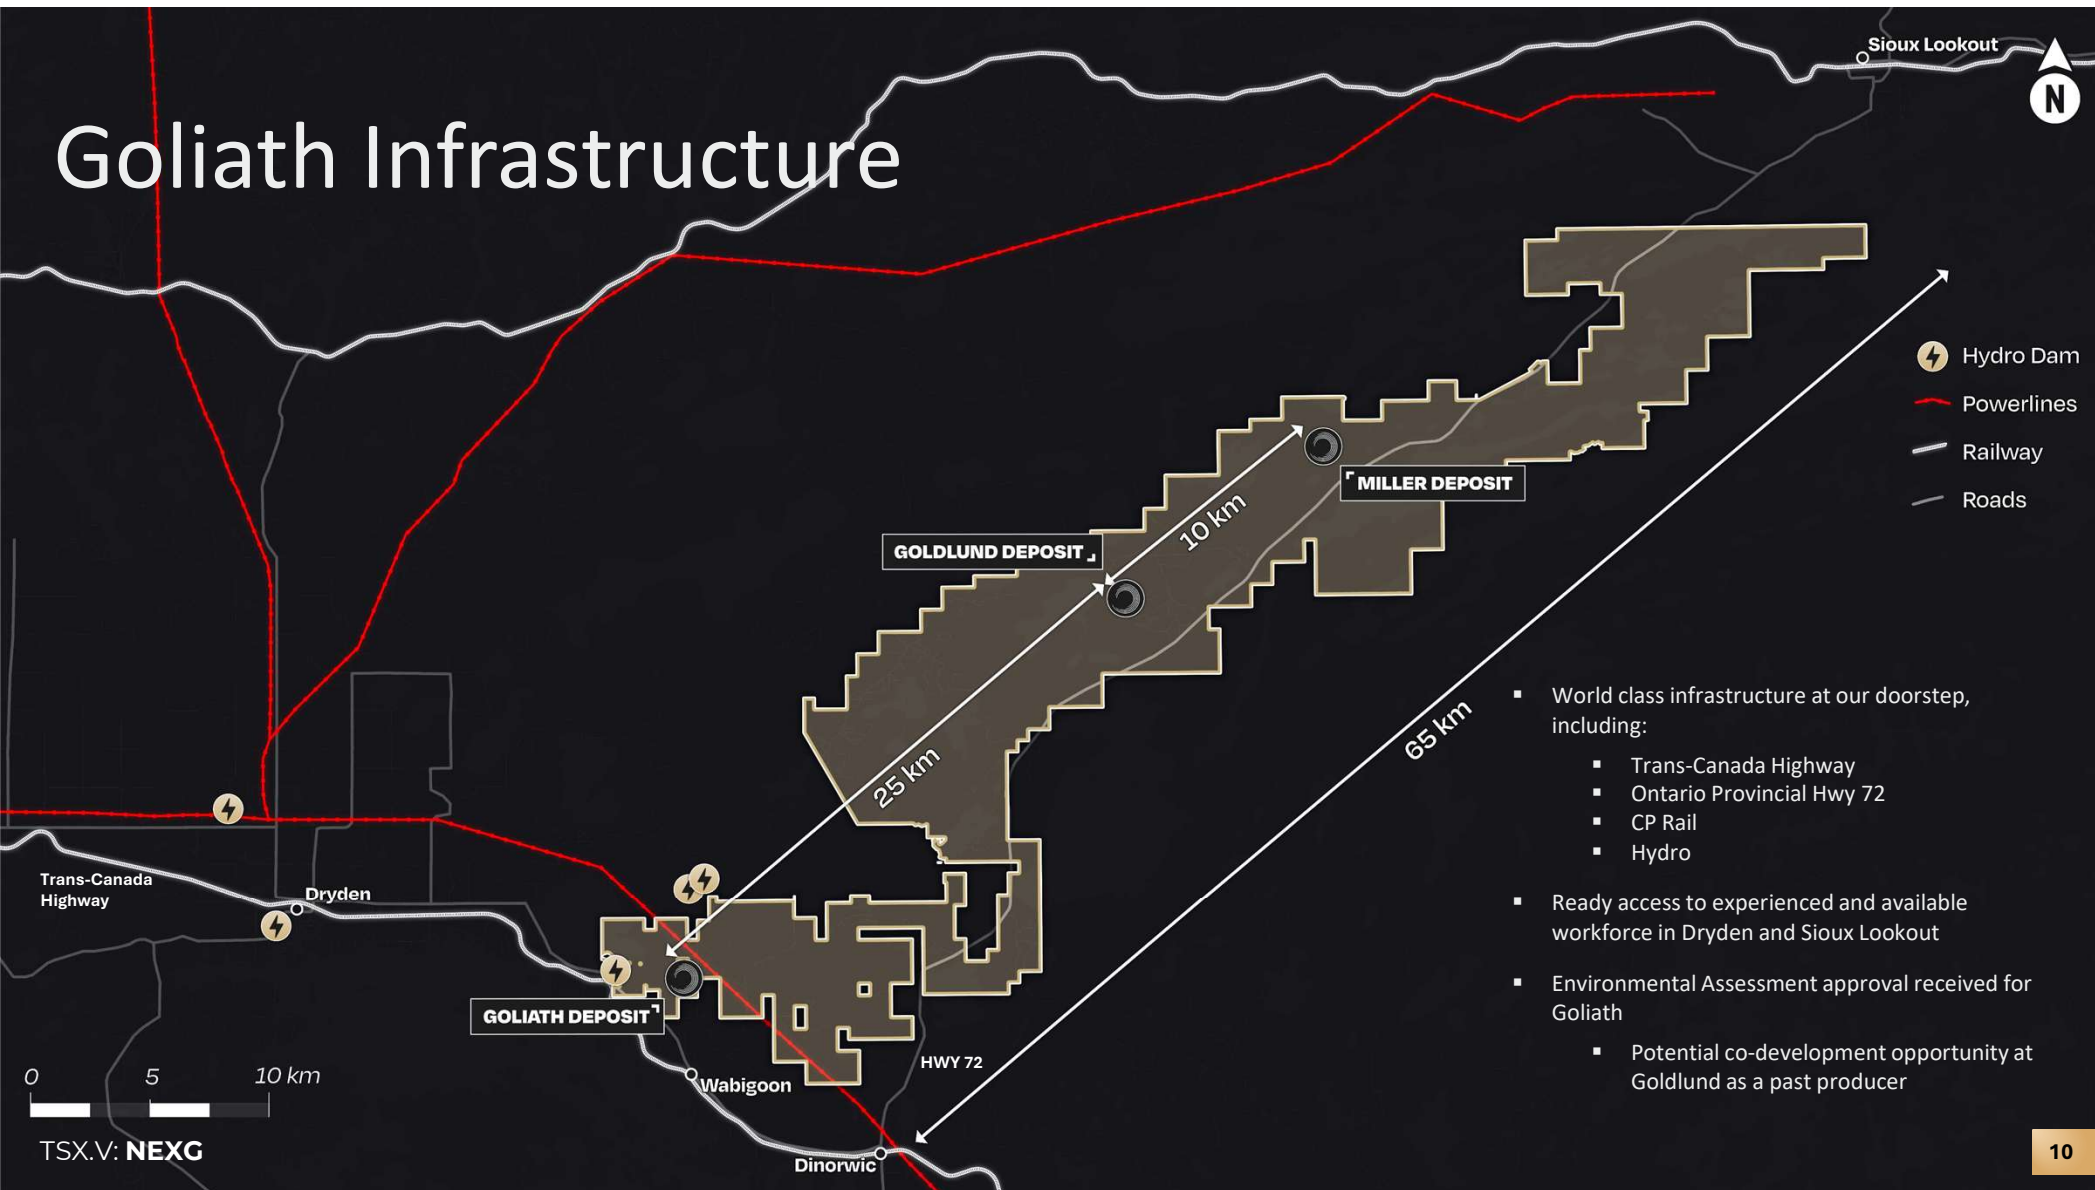 Sioux Lookout
N
Goliath Infrastructure
Hydro Dam
Powerlines
Railway
Roads
MILLER DEPOSIT
10 km
GOLDLUND DEPOSIT
25 km
65 km
World class infrastructure at our doorstep,
including:
Trans-Canada Highway
Ontario Provincial Hwy 72
CP Rail
Hydro
Ready access to experienced and available
workforce in Dryden and Sioux Lookout
Environmental Assessment approval received for
Goliath
Potential co-development opportunity at
Goldlund as a past producer
Trans-Canada
Highway
Dryden
GOLIATH DEPOSIT
HWY 72
Wabigoon
Dinorwic
0 5 10 km
TSX.V: NEXG
10